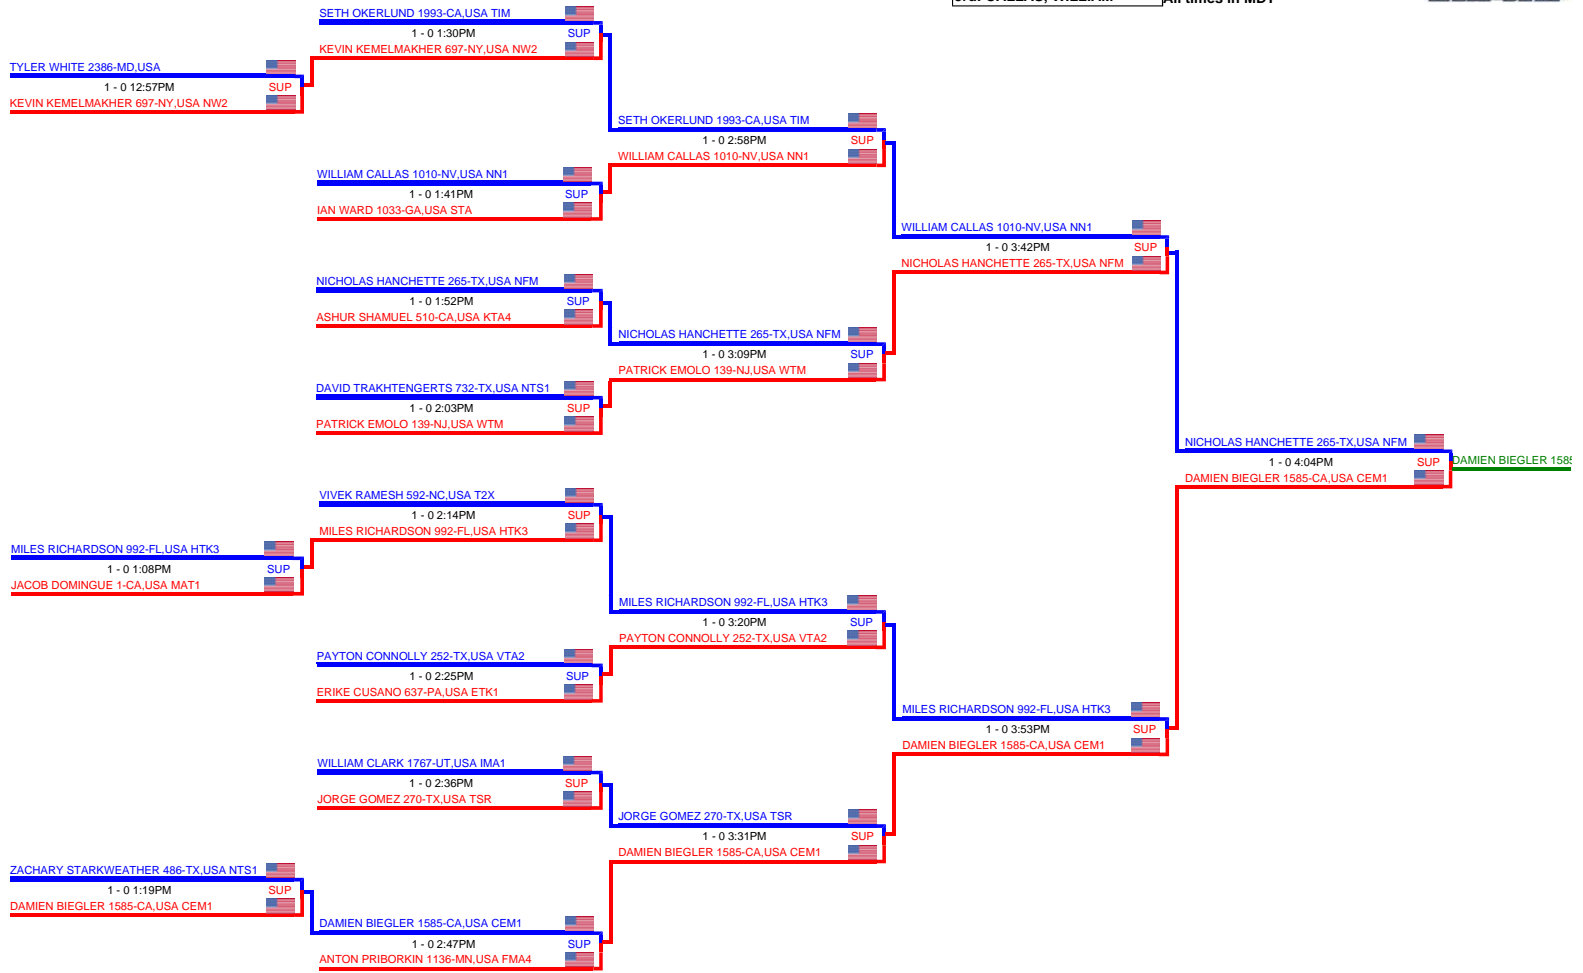 All times in MDT
SETH OKERLUND 1993-CA,USA TIM
1 - 0 1:30PM SUP
KEVIN KEMELMAKHER 697-NY,USA NW2
TYLER WHITE 2386-MD,USA
1 - 0 12:57PM SUP
KEVIN KEMELMAKHER 697-NY,USA NW2
SETH OKERLUND 1993-CA,USA TIM
1 - 0 2:58PM SUP
WILLIAM CALLAS 1010-NV,USA NN1
WILLIAM CALLAS 1010-NV,USA NN1
1 - 0 1:41PM SUP
IAN WARD 1033-GA,USA STA
WILLIAM CALLAS 1010-NV,USA NN1
1 - 0 3:42PM SUP
NICHOLAS HANCHETTE 265-TX,USA NFM
NICHOLAS HANCHETTE 265-TX,USA NFM
1 - 0 1:52PM SUP
ASHUR SHAMUEL 510-CA,USA KTA4
NICHOLAS HANCHETTE 265-TX,USA NFM
1 - 0 3:09PM SUP
PATRICK EMOLO 139-NJ,USA WTM
DAVID TRAKHTENGERTS 732-TX,USA NTS1
1 - 0 2:03PM SUP
PATRICK EMOLO 139-NJ,USA WTM
NICHOLAS HANCHETTE 265-TX,USA NFM
1 - 0 4:04PM SUP
DAMIEN BIEGLER 1585-CA,USA CEM1
DAMIEN BIEGLER 1585
VIVEK RAMESH 592-NC,USA T2X
1 - 0 2:14PM SUP
MILES RICHARDSON 992-FL,USA HTK3
MILES RICHARDSON 992-FL,USA HTK3
1 - 0 1:08PM SUP
JACOB DOMINGUE 1-CA,USA MAT1
MILES RICHARDSON 992-FL,USA HTK3
1 - 0 3:20PM SUP
PAYTON CONNOLLY 252-TX,USA VTA2
PAYTON CONNOLLY 252-TX,USA VTA2
1 - 0 2:25PM SUP
ERIKE CUSANO 637-PA,USA ETK1
MILES RICHARDSON 992-FL,USA HTK3
1 - 0 3:53PM SUP
DAMIEN BIEGLER 1585-CA,USA CEM1
WILLIAM CLARK 1767-UT,USA IMA1
1 - 0 2:36PM SUP
JORGE GOMEZ 270-TX,USA TSR
JORGE GOMEZ 270-TX,USA TSR
1 - 0 3:31PM SUP
DAMIEN BIEGLER 1585-CA,USA CEM1
ZACHARY STARKWEATHER 486-TX,USA NTS1
1 - 0 1:19PM SUP
DAMIEN BIEGLER 1585-CA,USA CEM1
DAMIEN BIEGLER 1585-CA,USA CEM1
1 - 0 2:47PM SUP
ANTON PRIBORKIN 1136-MN,USA FMA4